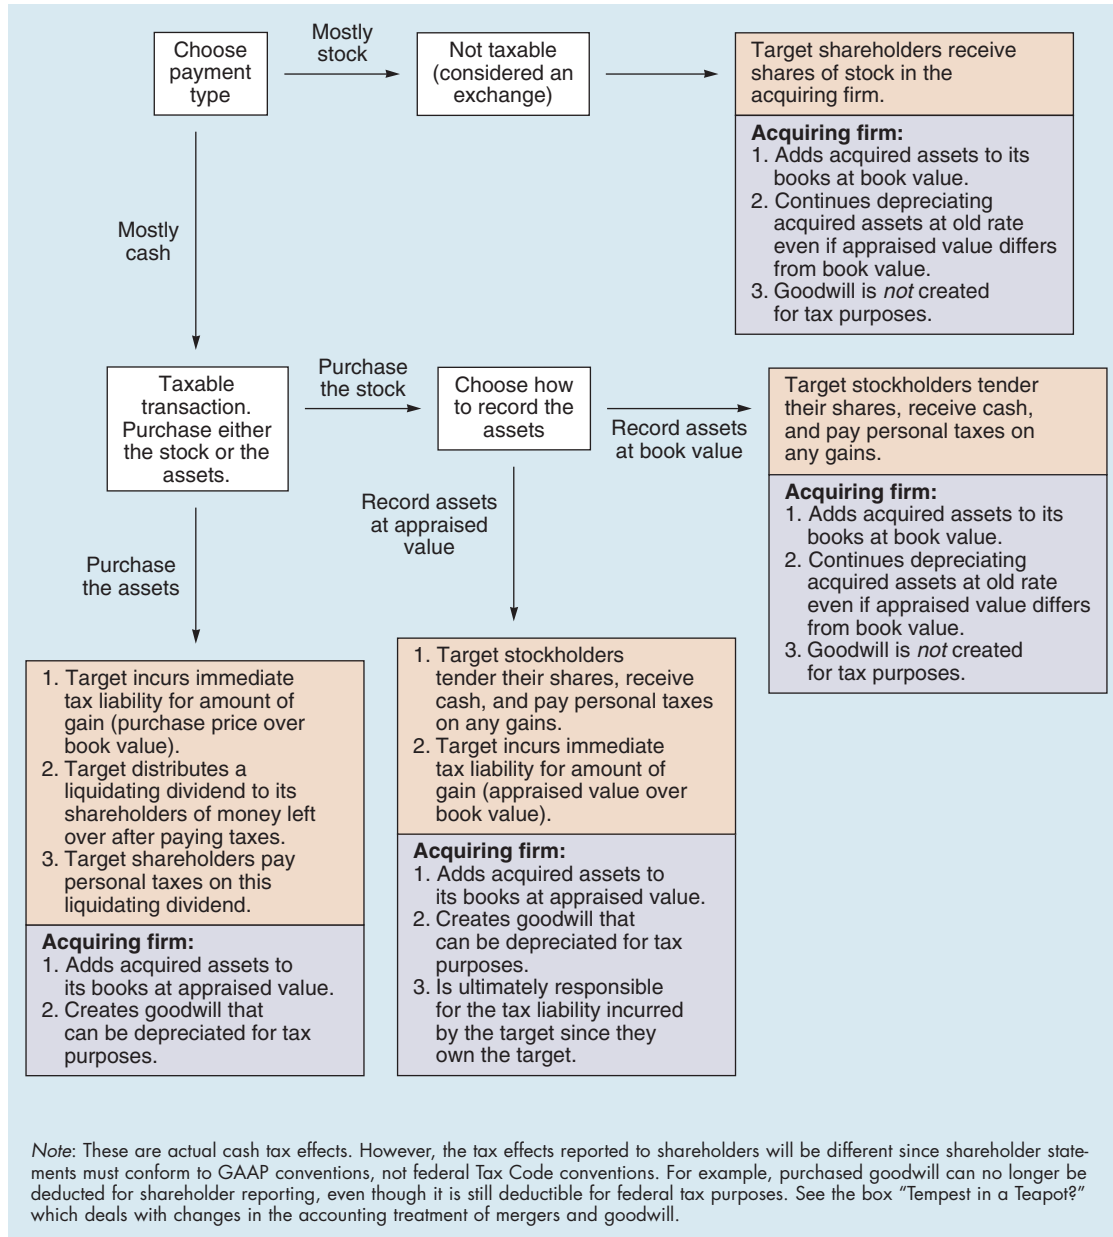 Choose
payment
type
Mostly
stock
Not taxable
(considered an
exchange)
Target shareholders receive
shares of stock in the
acquiring firm.
Acquiring firm:
1. Adds acquired assets to its
books at book value.
2. Continues depreciating
acquired assets at old rate
even if appraised value differs
from book value.
3. Goodwill is not created
for tax purposes.
Mostly
cash
Taxable
transaction.
Purchase either
the stock or the
assets.
Purchase
the stock
Choose how
to record the
assets
Record assets
at book value
Target stockholders tender
their shares, receive cash,
and pay personal taxes on
any gains.
Acquiring firm:
1. Adds acquired assets to its
books at book value.
2. Continues depreciating
acquired assets at old rate
even if appraised value differs
from book value.
3. Goodwill is not created
for tax purposes.
Record assets
at appraised
value
Purchase
the assets
1. Target incurs immediate
tax liability for amount of
gain (purchase price over
book value).
2. Target distributes a
liquidating dividend to its
shareholders of money left
over after paying taxes.
3. Target shareholders pay
personal taxes on this
liquidating dividend.
Acquiring firm:
1. Adds acquired assets to
its books at appraised value.
2. Creates goodwill that
can be depreciated for tax
purposes.
1. Target stockholders
tender their shares, receive
cash, and pay personal taxes
on any gains.
2. Target incurs immediate
tax liability for amount of
gain (appraised value over
book value).
Acquiring firm:
1. Adds acquired assets to
its books at appraised value.
2. Creates goodwill that
can be depreciated for tax
purposes.
3. Is ultimately responsible
for the tax liability incurred
by the target since they
own the target.
Note: These are actual cash tax effects. However, the tax effects reported to shareholders will be different since shareholder state-
ments must conform to GAAP conventions, not federal Tax Code conventions. For example, purchased goodwill can no longer be
deducted for shareholder reporting, even though it is still deductible for federal tax purposes. See the box “Tempest in a Teapot?”
which deals with changes in the accounting treatment of mergers and goodwill.